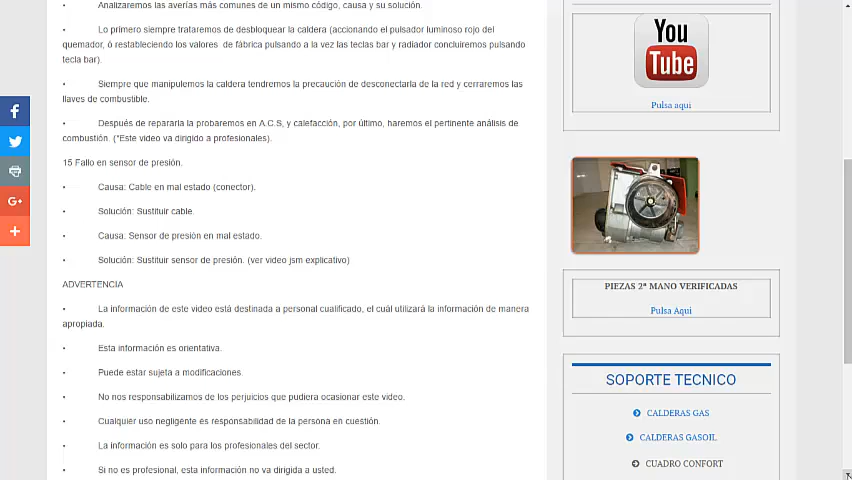 Analizaremos las averías más comunes de un mismo código, causa y su solución.
• Lo primero siempre trataremos de desbloquear la caldera (accionando el pulsador luminoso rojo del
quemador, ó restableciendo los valores de fábrica pulsando a la vez las teclas bar y radiador concluiremos pulsando
tecla bar).
• Siempre que manipulemos la caldera tendremos la precaución de desconectarla de la red y cerraremos las
llaves de combustible.
• Después de repararla la probaremos en A.C.S, y calefacción, por último, haremos el pertinente análisis de
combustión. (*Este video va dirigido a profesionales).
15 Fallo en sensor de presión.
• Causa: Cable en mal estado (conector).
• Solución: Sustituir cable.
• Causa. Sensor de presión en mal estado.
• Solución: Sustituir sensor de presión. (ver video jsm explicativo)
ADVERTENCIA
• La información de este video está destinada a personal cualificado, el cuál utilizará la información de manera
apropiada.
• Esta información es orientativa.
• Puede estar sujeta a modificaciones.
• No nos responsabilizamos de los perjuicios que pudiera ocasionar este video.
• Cualquier uso negligente es responsabilidad de la persona en cuestión.
• La información es solo para los profesionales del sector.
• Si no es profesional, esta información no va dirigida a usted.
You
Tube
Pulsa aqui
PIEZAS 2ª MANO VERIFICADAS
Pulsa Aqui
SOPORTE TECNICO
CALDERAS GAS
CALDERAS GASOIL
CUADRO CONFORT